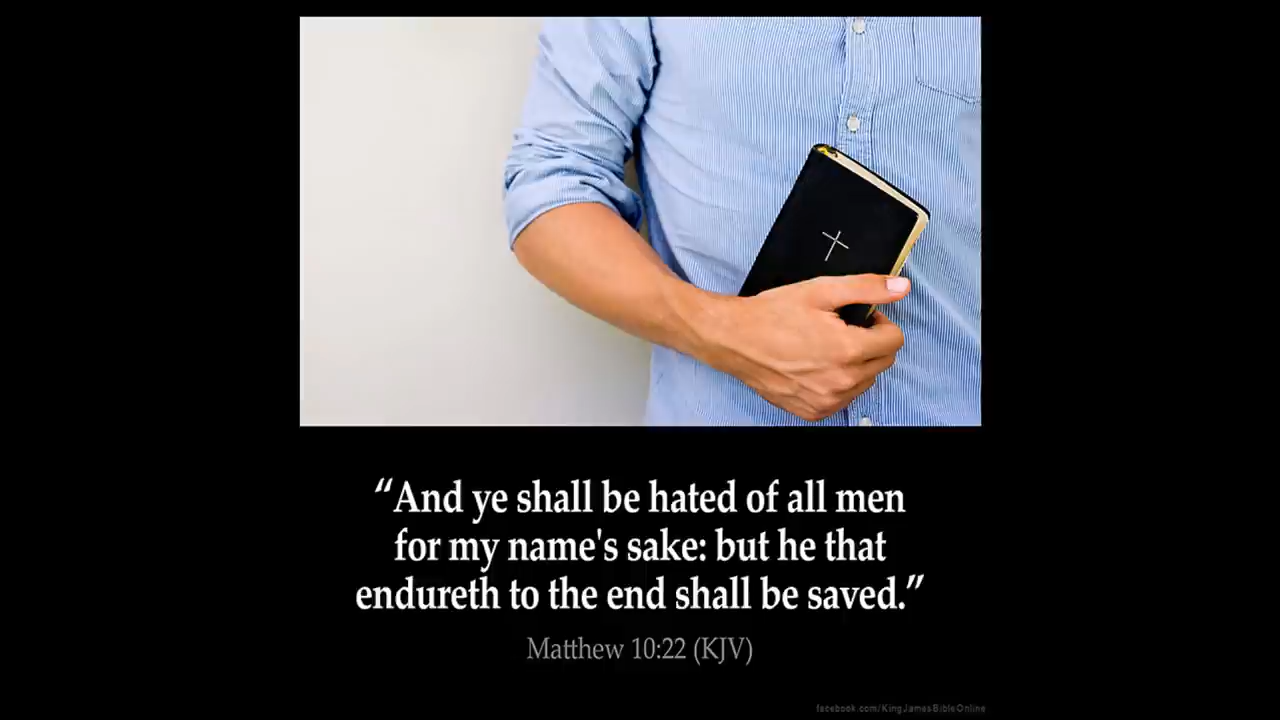 “And ye shall be hated of all men
for my name's sake: but he that
endureth to the end shall be saved.”
Matthew 10:22 (KJV)
facebook.com/KingJamesBibleOnline